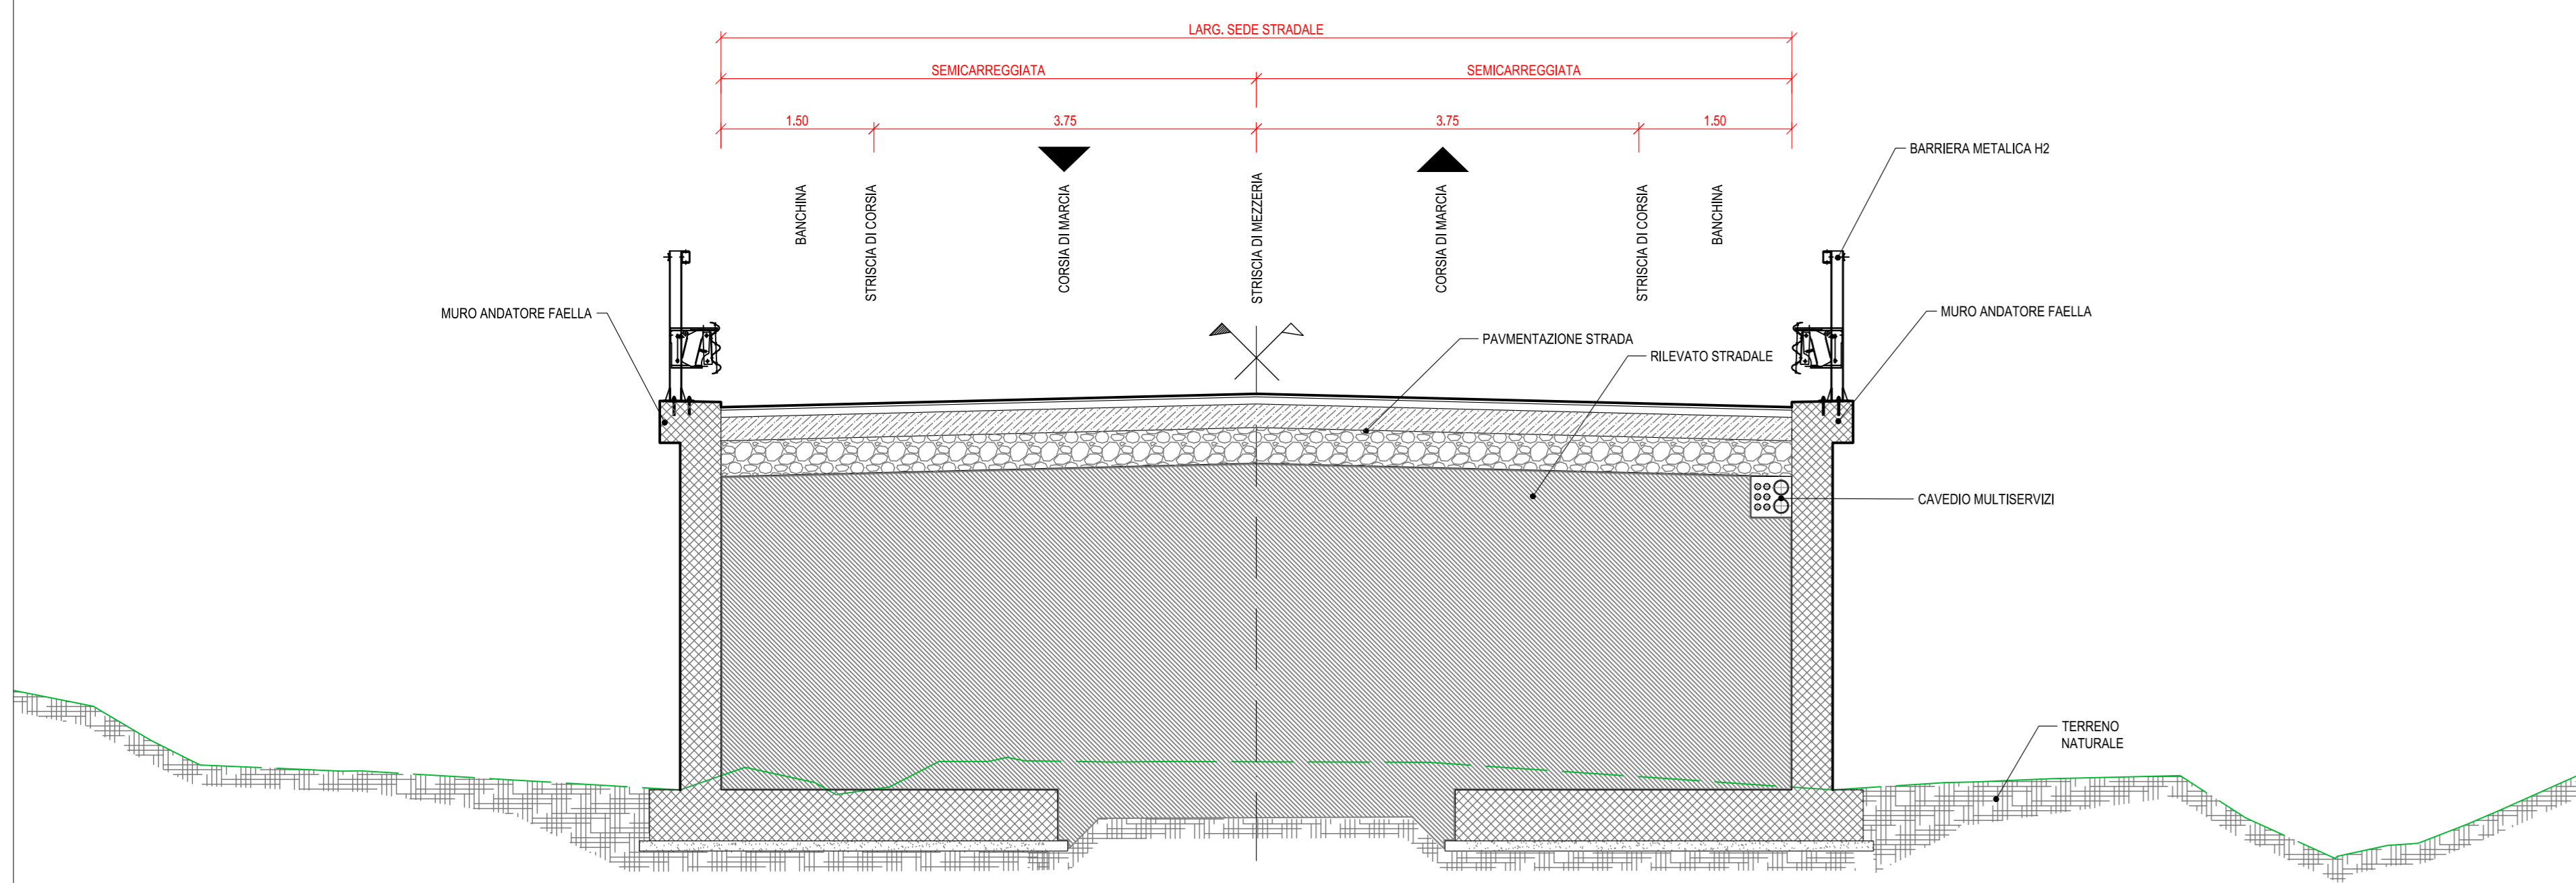 LARG. SEDE STRADALE
SEMICARREGGIATA
SEMICARREGGIATA
1.50
3.75
3.75
1.50
BANCHINA
STRISCIA DI CORSIA
CORSIA DI MARCIA
STRISCIA DI MEZZERIA
CORSIA DI MARCIA
STRISCIA DI CORSIA
BANCHINA
BARRIERA METALICA H2
MURO ANDATORE FAELLA
MURO ANDATORE FAELLA
PAVMENTAZIONE STRADA
RILEVATO STRADALE
CAVEDIO MULTISERVIZI
TERRENO
NATURALE